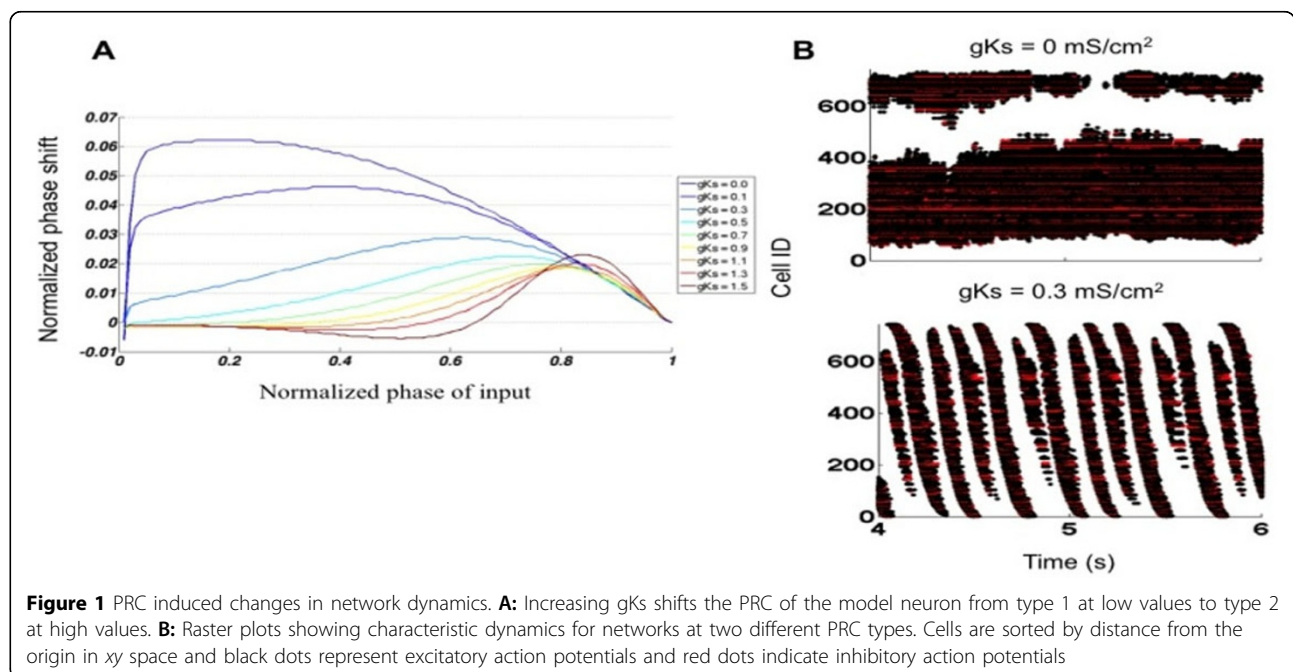 A
Normalized phase shift
0.07
0.06
0.05
0.04
0.03
0.02
0.01
0
-0.01
0
0.2
0.4
0.6
0.8
1
Normalized phase of input
gKs = 0.0
gKs = 0.1
gKs = 0.3
gKs = 0.5
gKs = 0.7
gKs = 0.9
gKs = 1.1
gKs = 1.3
gKs = 1.5
B
gKs = 0 mS/cm²
600
400
200
0
Cell ID
gKs = 0.3 mS/cm²
600
400
200
0
4
5
6
Time (s)
Figure 1 PRC induced changes in network dynamics. A: Increasing gKs shifts the PRC of the model neuron from type 1 at low values to type 2
at high values. B: Raster plots showing characteristic dynamics for networks at two different PRC types. Cells are sorted by distance from the
origin in xy space and black dots represent excitatory action potentials and red dots indicate inhibitory action potentials